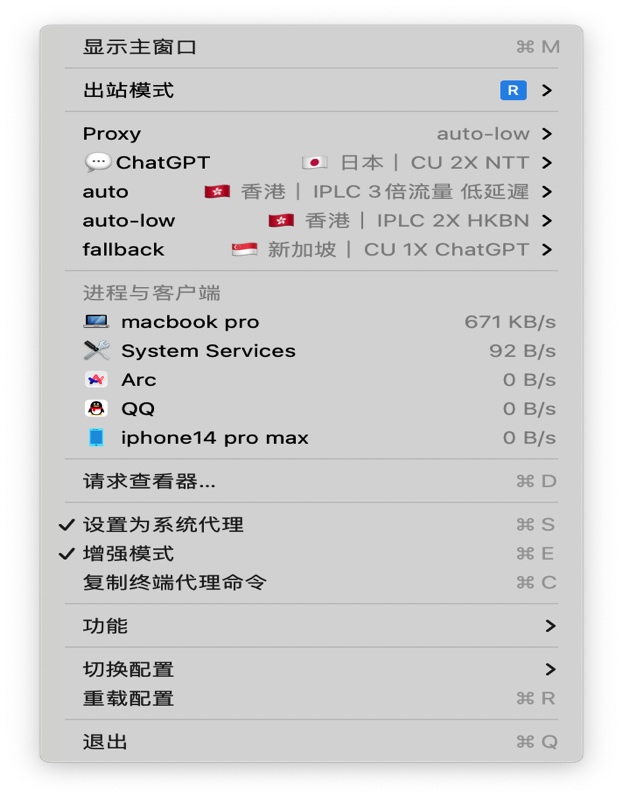 显示主窗口 ⌘ M
出站模式 R
Proxy auto-low
ChatGPT 日本 | CU 2X NTT
auto 香港 | IPLC 3倍流量 低延遲
auto-low 香港 | IPLC 2X HKBN
fallback 新加坡 | CU 1X ChatGPT
进程与客户端
macbook pro 671 KB/s
System Services 92 B/s
Arc 0 B/s
QQ 0 B/s
iphone14 pro max 0 B/s
请求查看器... ⌘ D
设置为系统代理 ⌘ S
增强模式 ⌘ E
复制终端代理命令 ⌘ C
功能
切换配置
重载配置 ⌘ R
退出 ⌘ Q